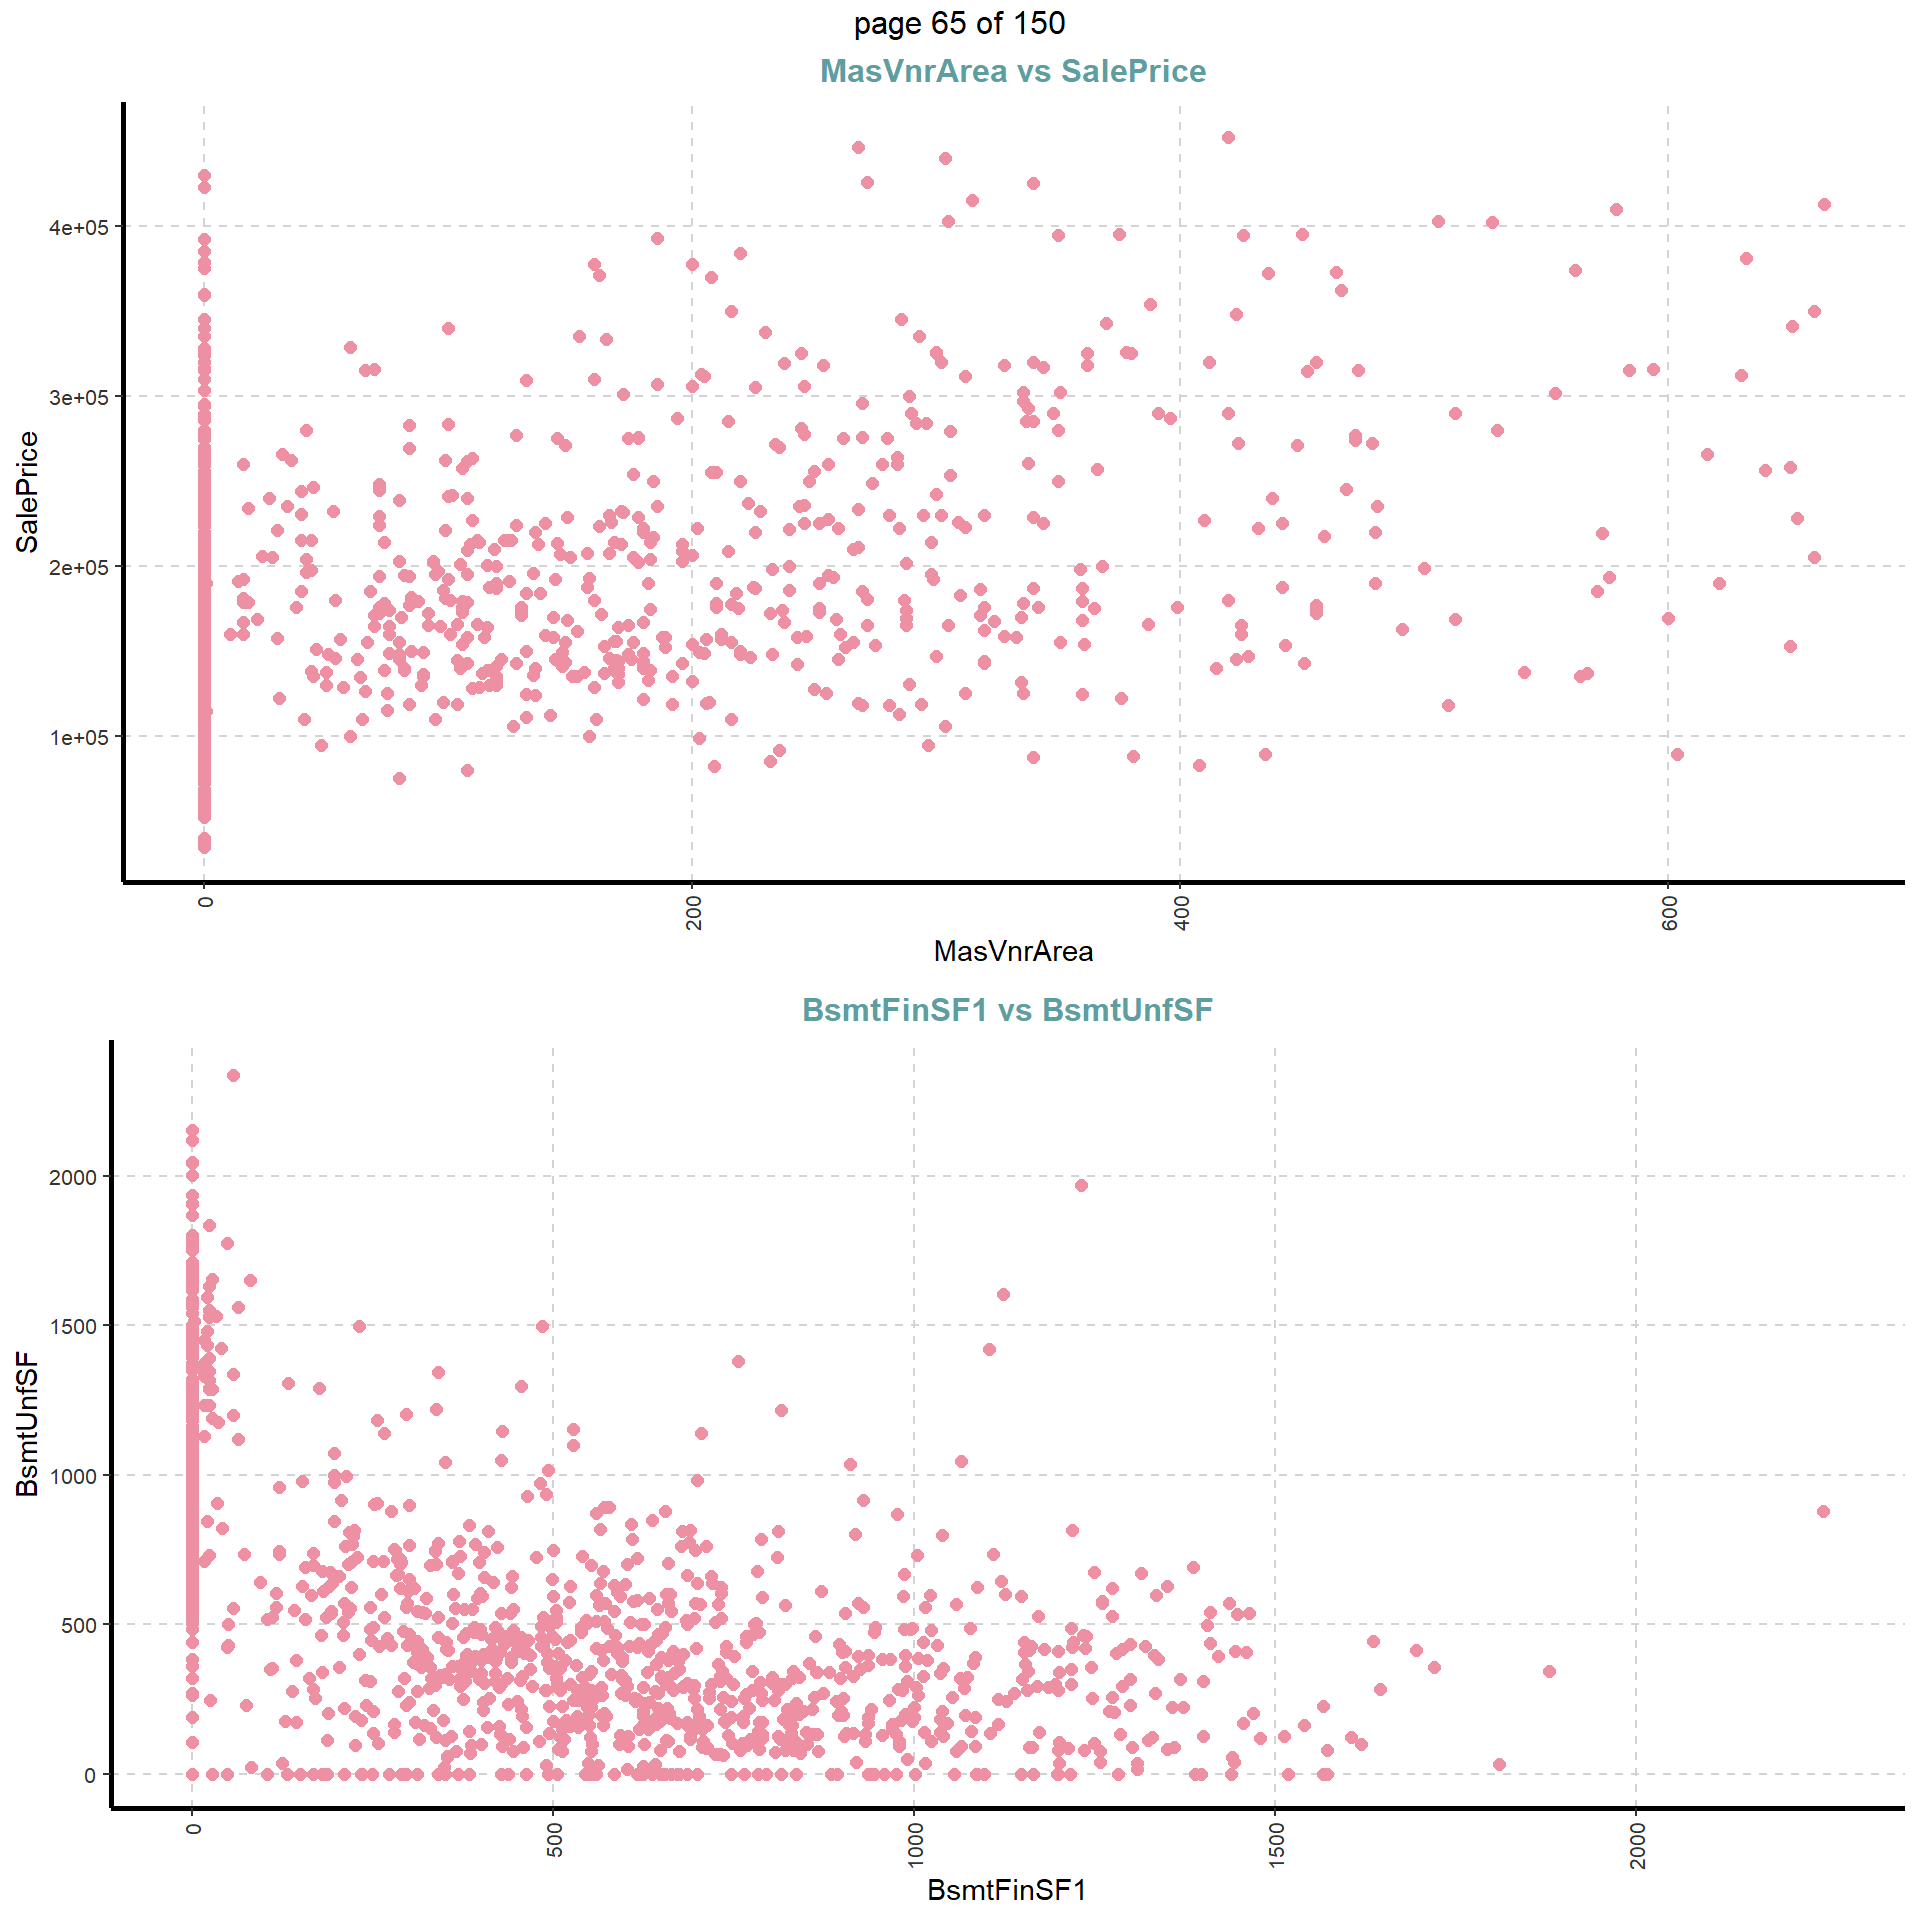 page 65 of 150
MasVnrArea vs SalePrice
SalePrice
4e+05
3e+05
2e+05
1e+05
0
200
400
600
MasVnrArea
BsmtFinSF1 vs BsmtUnfSF
BsmtUnfSF
2000
1500
1000
500
0
0
500
1000
1500
2000
BsmtFinSF1